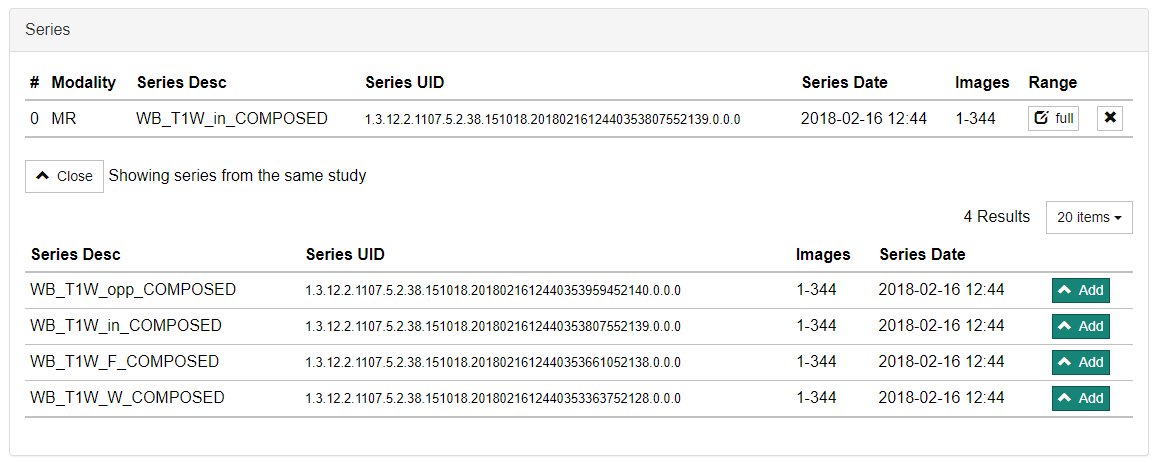 Series
# Modality Series Desc Series UID Series Date Images Range
0 MR WB_T1W_in_COMPOSED 1.3.12.2.1107.5.2.38.151018.2018021612440353807552139.0.0.0 2018-02-16 12:44 1-344 full
Close Showing series from the same study
4 Results 20 items
Series Desc Series UID Images Series Date
WB_T1W_opp_COMPOSED 1.3.12.2.1107.5.2.38.151018.2018021612440353959452140.0.0.0 1-344 2018-02-16 12:44 Add
WB_T1W_in_COMPOSED 1.3.12.2.1107.5.2.38.151018.2018021612440353807552139.0.0.0 1-344 2018-02-16 12:44 Add
WB_T1W_F_COMPOSED 1.3.12.2.1107.5.2.38.151018.2018021612440353661052138.0.0.0 1-344 2018-02-16 12:44 Add
WB_T1W_W_COMPOSED 1.3.12.2.1107.5.2.38.151018.2018021612440353363752128.0.0.0 1-344 2018-02-16 12:44 Add